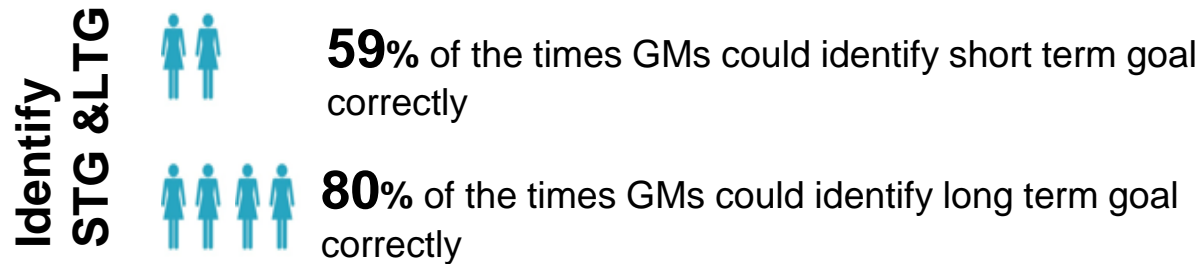 Identify
STG &LTG
59% of the times GMs could identify short term goal
correctly
80% of the times GMs could identify long term goal
correctly